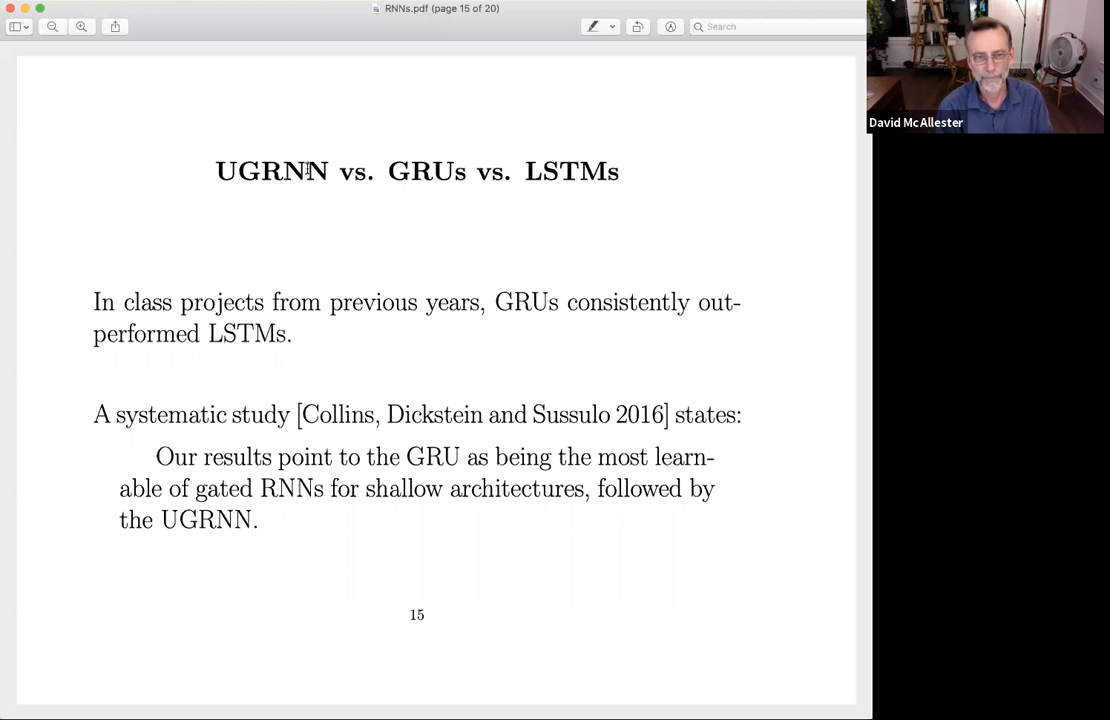 RNNs.pdf (page 15 of 20)
Search
David McAllester
UGRNN vs. GRUs vs. LSTMs
In class projects from previous years, GRUs consistently out-
performed LSTMs.
A systematic study [Collins, Dickstein and Sussulo 2016] states:
Our results point to the GRU as being the most learn-
able of gated RNNs for shallow architectures, followed by
the UGRNN.
15